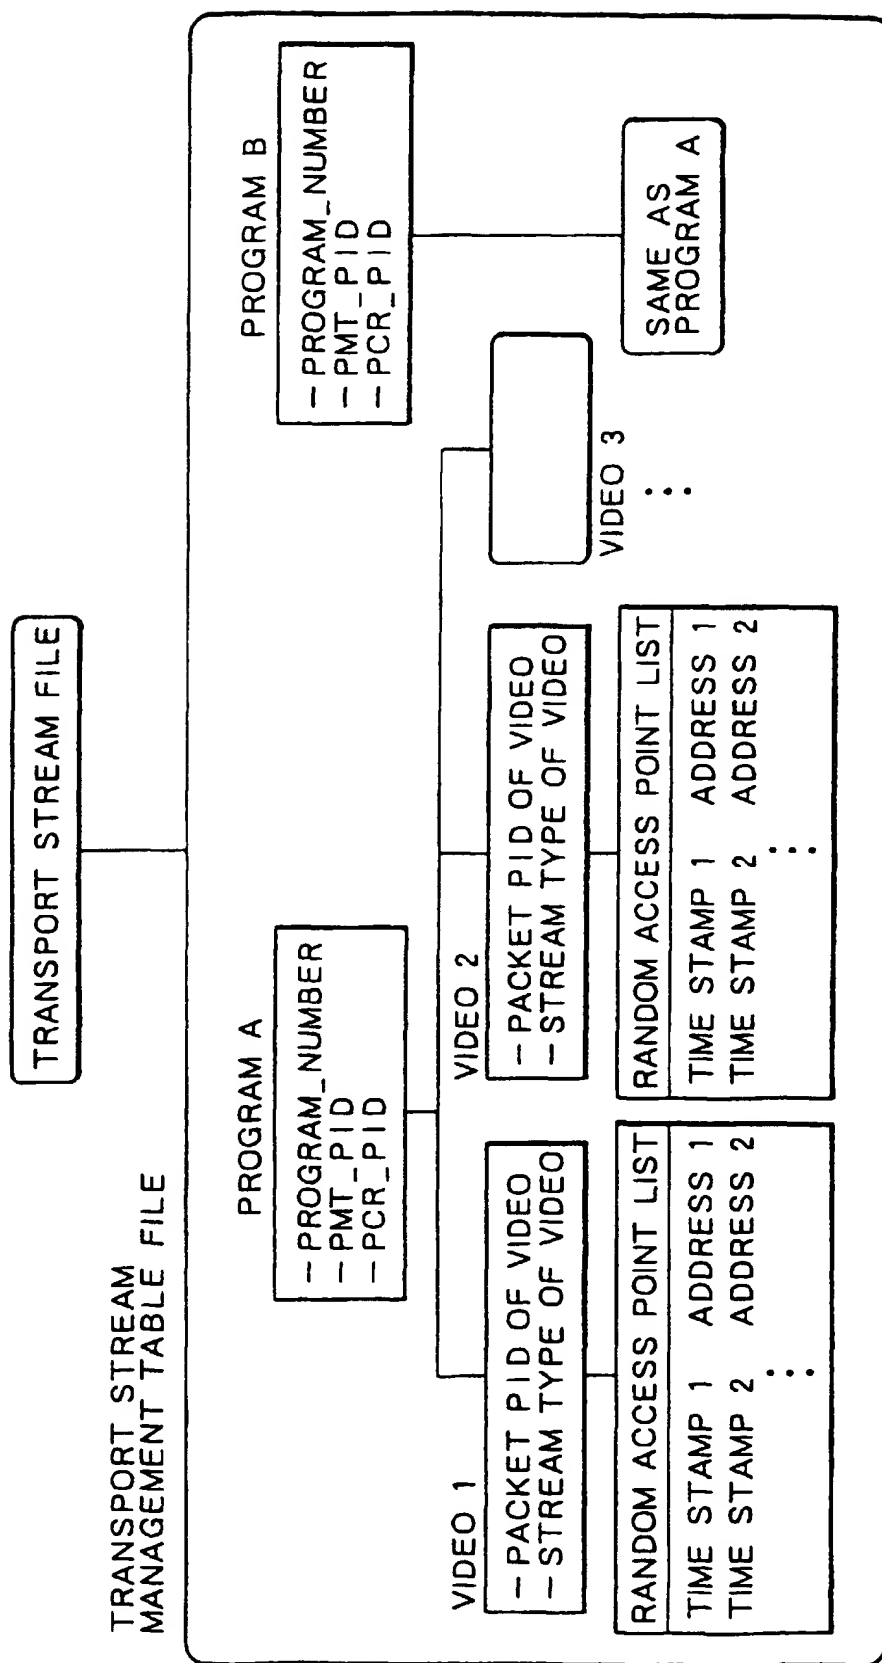 TRANSPORT STREAM FILE
TRANSPORT STREAM
MANAGEMENT TABLE FILE
PROGRAM A
– PROGRAM_NUMBER
– PMT_PID
– PCR_PID
PROGRAM B
– PROGRAM_NUMBER
– PMT_PID
– PCR_PID
VIDEO 1
– PACKET PID OF VIDEO
– STREAM TYPE OF VIDEO
RANDOM ACCESS POINT LIST
TIME STAMP 1 ADDRESS 1
TIME STAMP 2 ADDRESS 2
⋮
VIDEO 2
– PACKET PID OF VIDEO
– STREAM TYPE OF VIDEO
RANDOM ACCESS POINT LIST
TIME STAMP 1 ADDRESS 1
TIME STAMP 2 ADDRESS 2
⋮
VIDEO 3
⋮
SAME AS
PROGRAM A